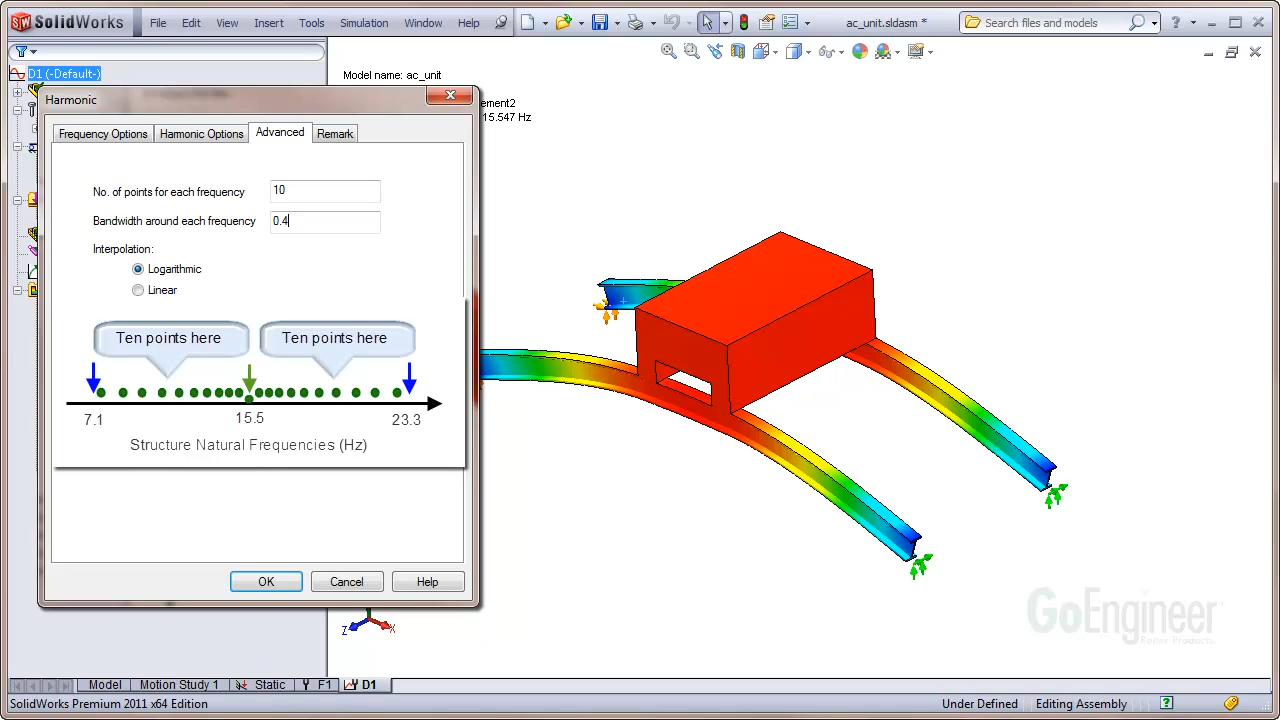 SolidWorks File Edit View Insert Tools Simulation Window Help ac_unit.sldasm * Search files and models ?
D1 (-Default-)
Model name: ac_unit
ement2
15.547 Hz
Harmonic
Frequency Options Harmonic Options Advanced Remark
No. of points for each frequency 10
Bandwidth around each frequency 0.4
Interpolation:
Logarithmic
Linear
Ten points here Ten points here
7.1 15.5 23.3
Structure Natural Frequencies (Hz)
OK Cancel Help
Z X
GoEngineer
Model Motion Study 1 Static F1 D1
SolidWorks Premium 2011 x64 Edition Under Defined Editing Assembly ?